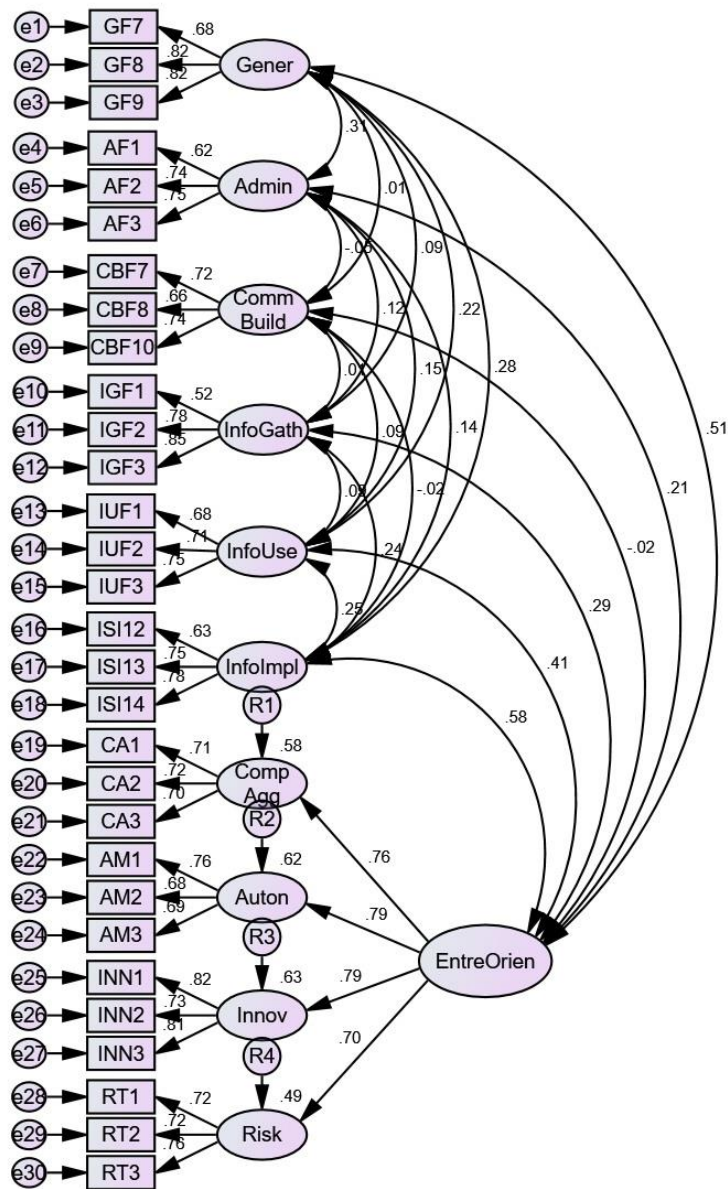 e1 GF7 .68
e2 GF8 .82 Gener
e3 GF9 .82
.31
e4 AF1 .62
e5 AF2 .74 Admin .01
e6 AF3 .75
-.05 .09
e7 CBF7 .72
e8 CBF8 .66 Comm Build .12 .22
e9 CBF10 .74
.01 .15 .28
e10 IGF1 .52
e11 IGF2 .78 InfoGath .09 .14 .51
e12 IGF3 .85
.21
e13 IUF1 .68 -.02
e14 IUF2 .71 InfoUse .24 -.02
e15 IUF3 .75
.25 .29
e16 ISI12 .63
e17 ISI13 .75 InfoImpl .41
e18 ISI14 .78
R1 .58
e19 CA1 .71 .58
e20 CA2 .72 Comp Agg
e21 CA3 .70
R2
e22 AM1 .76 .62 .76
e23 AM2 .68 Auton
e24 AM3 .69 .79
R3 EntreOrien
e25 INN1 .82 .63 .79
e26 INN2 .73 Innov
e27 INN3 .81 .70
R4
e28 RT1 .72 .49
e29 RT2 .72 Risk
e30 RT3 .76